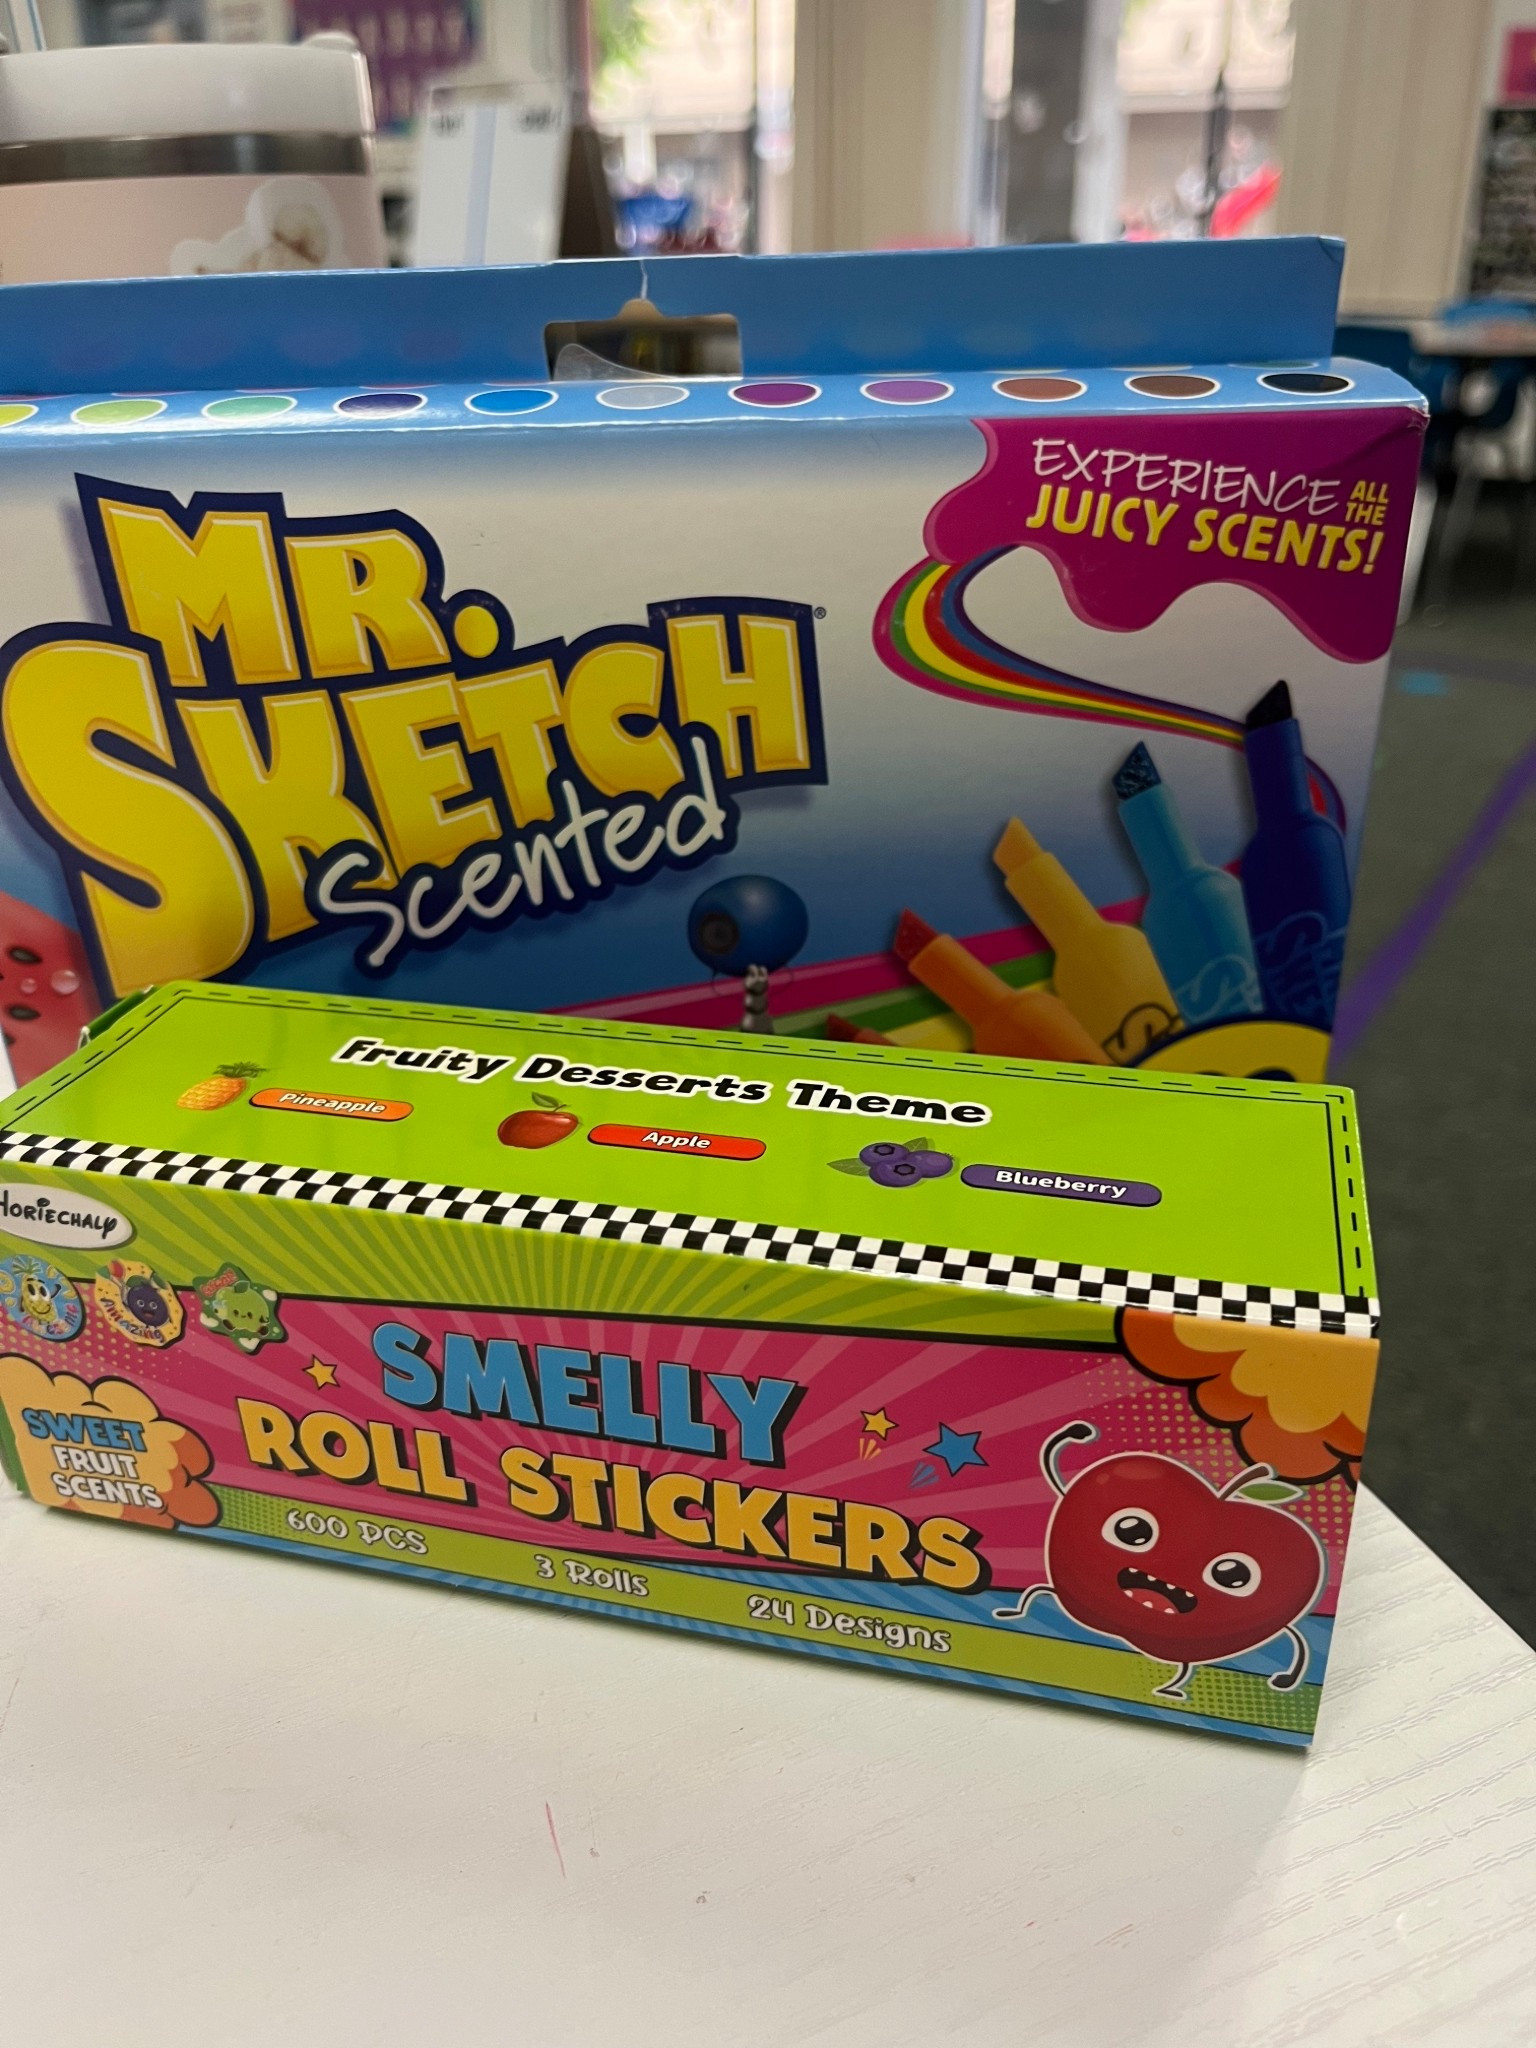 EXPERIENCE ALL THE
JUICY SCENTS!
MR.
SKETCH®
Scented
Fruity Desserts Theme
Pineapple
Apple
Blueberry
HORIECHALY
Amazing
SMELLY
ROLL STICKERS
SWEET
FRUIT
SCENTS
600 PCS
3 Rolls
24 Designs